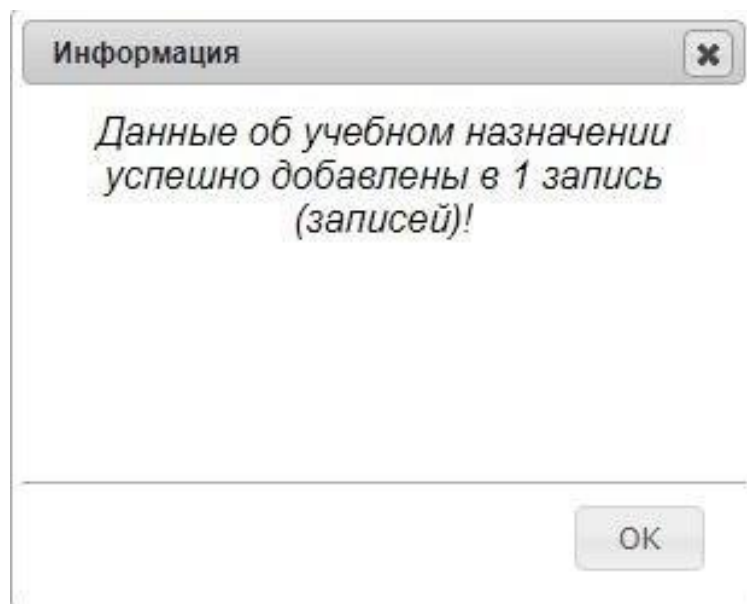 Информация
Данные об учебном назначении
успешно добавлены в 1 запись
(записей)!
OK